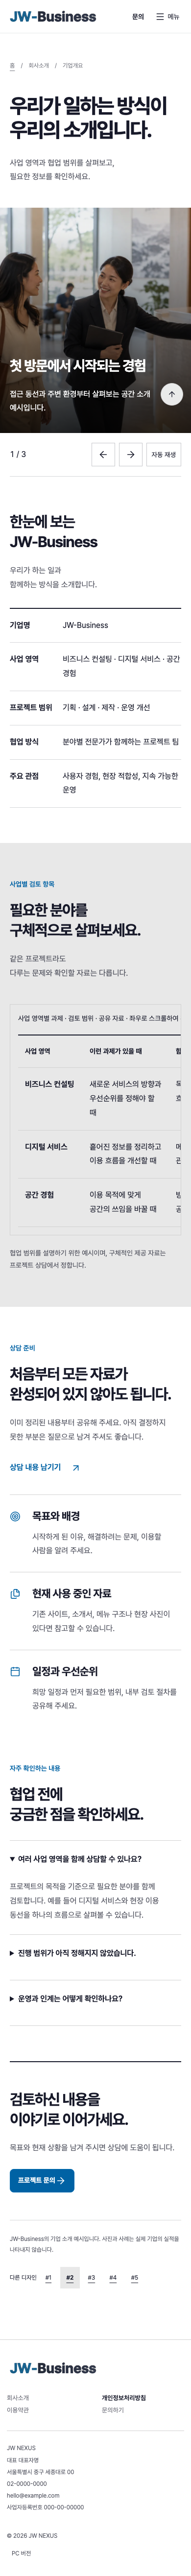 JW-Business
문의
메뉴
홈 / 회사소개 / 기업개요
우리가 일하는 방식이
우리의 소개입니다.
사업 영역과 협업 범위를 살펴보고,
필요한 정보를 확인하세요.
첫 방문에서 시작되는 경험
접근 동선과 주변 환경부터 살펴보는 공간 소개
예시입니다.
1 / 3
자동 재생
한눈에 보는
JW-Business
우리가 하는 일과
함께하는 방식을 소개합니다.
기업명 JW-Business
사업 영역 비즈니스 컨설팅 · 디지털 서비스 · 공간
경험
프로젝트 범위 기획 · 설계 · 제작 · 운영 개선
협업 방식 분야별 전문가가 함께하는 프로젝트 팀
주요 관점 사용자 경험, 현장 적합성, 지속 가능한
운영
사업별 검토 항목
필요한 분야를
구체적으로 살펴보세요.
같은 프로젝트라도
다루는 문제와 확인할 자료는 다릅니다.
사업 영역별 과제 · 검토 범위 · 공유 자료 · 좌우로 스크롤하여
사업 영역 이런 과제가 있을 때
비즈니스 컨설팅 새로운 서비스의 방향과
우선순위를 정해야 할
때
디지털 서비스 흩어진 정보를 정리하고
이용 흐름을 개선할 때
공간 경험 이용 목적에 맞게
공간의 쓰임을 바꿀 때
협업 범위를 설명하기 위한 예시이며, 구체적인 제공 자료는
프로젝트 상담에서 정합니다.
상담 준비
처음부터 모든 자료가
완성되어 있지 않아도 됩니다.
이미 정리된 내용부터 공유해 주세요. 아직 결정하지
못한 부분은 질문으로 남겨 주셔도 좋습니다.
상담 내용 남기기
목표와 배경
시작하게 된 이유, 해결하려는 문제, 이용할
사람을 알려 주세요.
현재 사용 중인 자료
기존 사이트, 소개서, 메뉴 구조나 현장 사진이
있다면 참고할 수 있습니다.
일정과 우선순위
희망 일정과 먼저 필요한 범위, 내부 검토 절차를
공유해 주세요.
자주 확인하는 내용
협업 전에
궁금한 점을 확인하세요.
여러 사업 영역을 함께 상담할 수 있나요?
프로젝트의 목적을 기준으로 필요한 분야를 함께
검토합니다. 예를 들어 디지털 서비스와 현장 이용
동선을 하나의 흐름으로 살펴볼 수 있습니다.
진행 범위가 아직 정해지지 않았습니다.
운영과 인계는 어떻게 확인하나요?
검토하신 내용을
이야기로 이어가세요.
목표와 현재 상황을 남겨 주시면 상담에 도움이 됩니다.
프로젝트 문의
JW-Business의 기업 소개 예시입니다. 사진과 사례는 실제 기업의 실적을
나타내지 않습니다.
다른 디자인 #1 #2 #3 #4 #5
JW-Business
회사소개 개인정보처리방침
이용약관 문의하기
JW NEXUS
대표 대표자명
서울특별시 중구 세종대로 00
02-0000-0000
hello@example.com
사업자등록번호 000-00-00000
© 2026 JW NEXUS
PC 버전